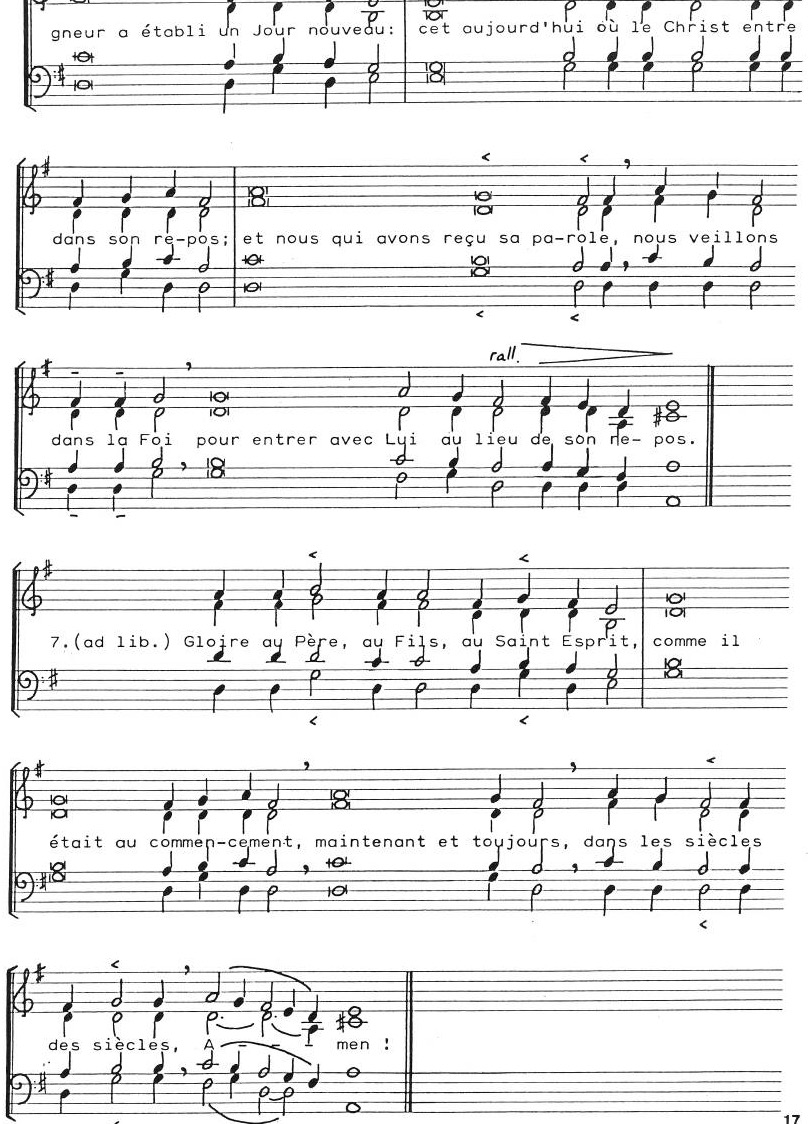 gneur a établi un Jour nouveau: cet aujourd'hui où le Christ entre
dans son re-pos; et nous qui avons reçu sa pa-role, nous veillons
rall.
dans la Foi pour entrer avec Lui au lieu de son re- pos.
7.(ad lib.) Gloire au Père, au Fils, au Saint Esprit, comme il
était au commen-cement, maintenant et toujours, dans les siècles
des siècles, A - - - men !
17